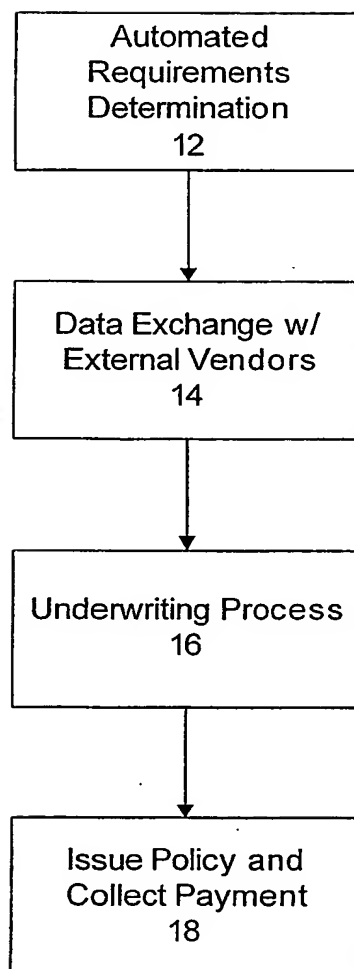 Automated
Requirements
Determination
12
Data Exchange w/
External Vendors
14
Underwriting Process
16
Issue Policy and
Collect Payment
18